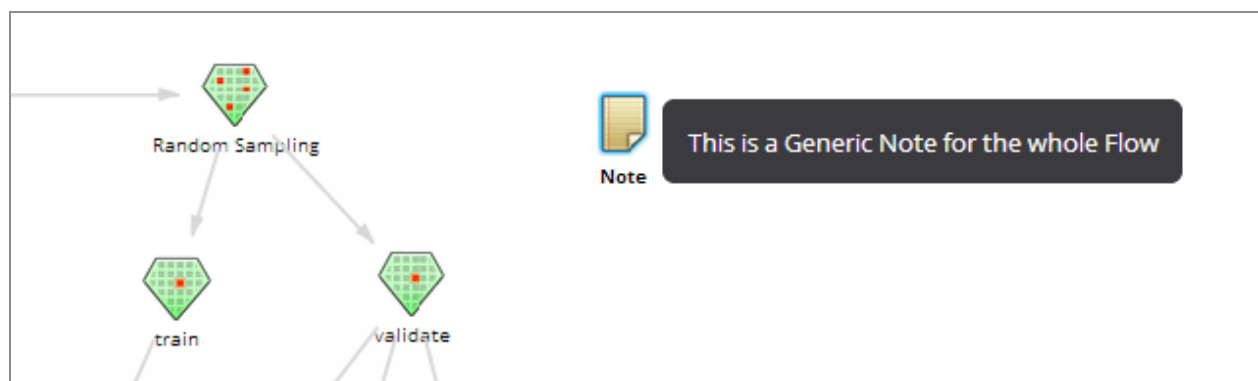 Random Sampling
This is a Generic Note for the whole Flow
Note
train
validate